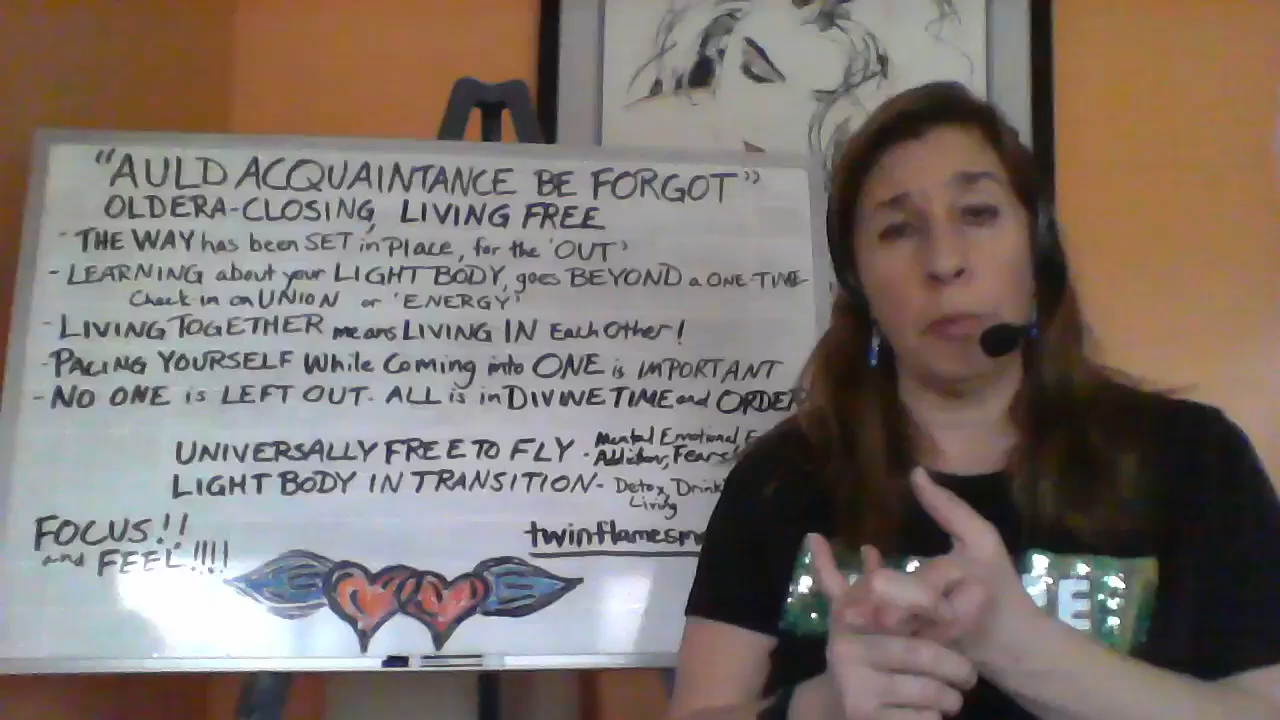 "AULD ACQUAINTANCE BE FORGOT"
OLDERA-CLOSING, LIVING FREE
- THE WAY has been SET in Place, for the 'OUT'
- LEARNING about your LIGHT BODY, goes BEYOND a ONE-TIME
Check in on UNION or 'ENERGY'
- LIVING TOGETHER means LIVING IN Each Other!
- PACING YOURSELF While Coming into ONE is IMPORTANT
- NO ONE is LEFT OUT. ALL is in DIVINE TIME and ORDER
UNIVERSALLY FREE TO FLY - Mental Emotional,
Fears
LIGHT BODY IN TRANSITION - Detox, Drink
Living
FOCUS!!
and FEEL!!!!
twinflamesm